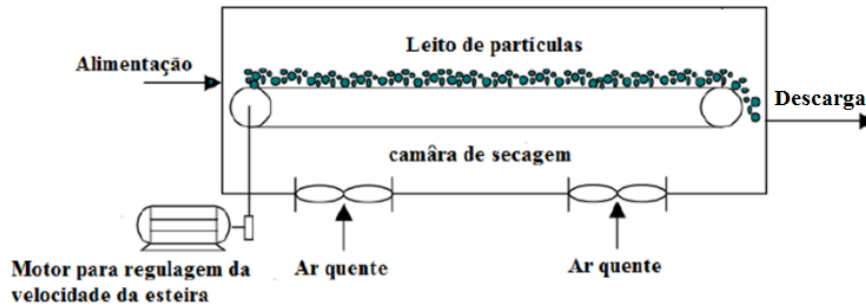 Leito de partículas
Alimentação
Descarga
camâra de secagem
Motor para regulagem da
velocidade da esteira
Ar quente
Ar quente